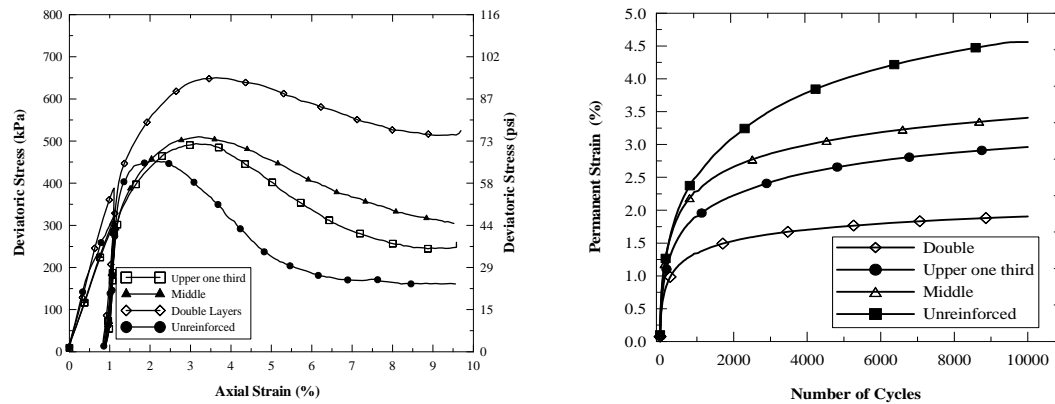 Deviatoric Stress (kPa)
800
700
600
500
400
300
200
100
0
116
102
87
73
58
44
29
15
0
Deviatoric Stress (psi)
Upper one third
Middle
Double Layers
Unreinforced
0 1 2 3 4 5 6 7 8 9 10
Axial Strain (%)
Permanent Strain (%)
5.0
4.5
4.0
3.5
3.0
2.5
2.0
1.5
1.0
0.5
0.0
Double
Upper one third
Middle
Unreinforced
0 2000 4000 6000 8000 10000
Number of Cycles